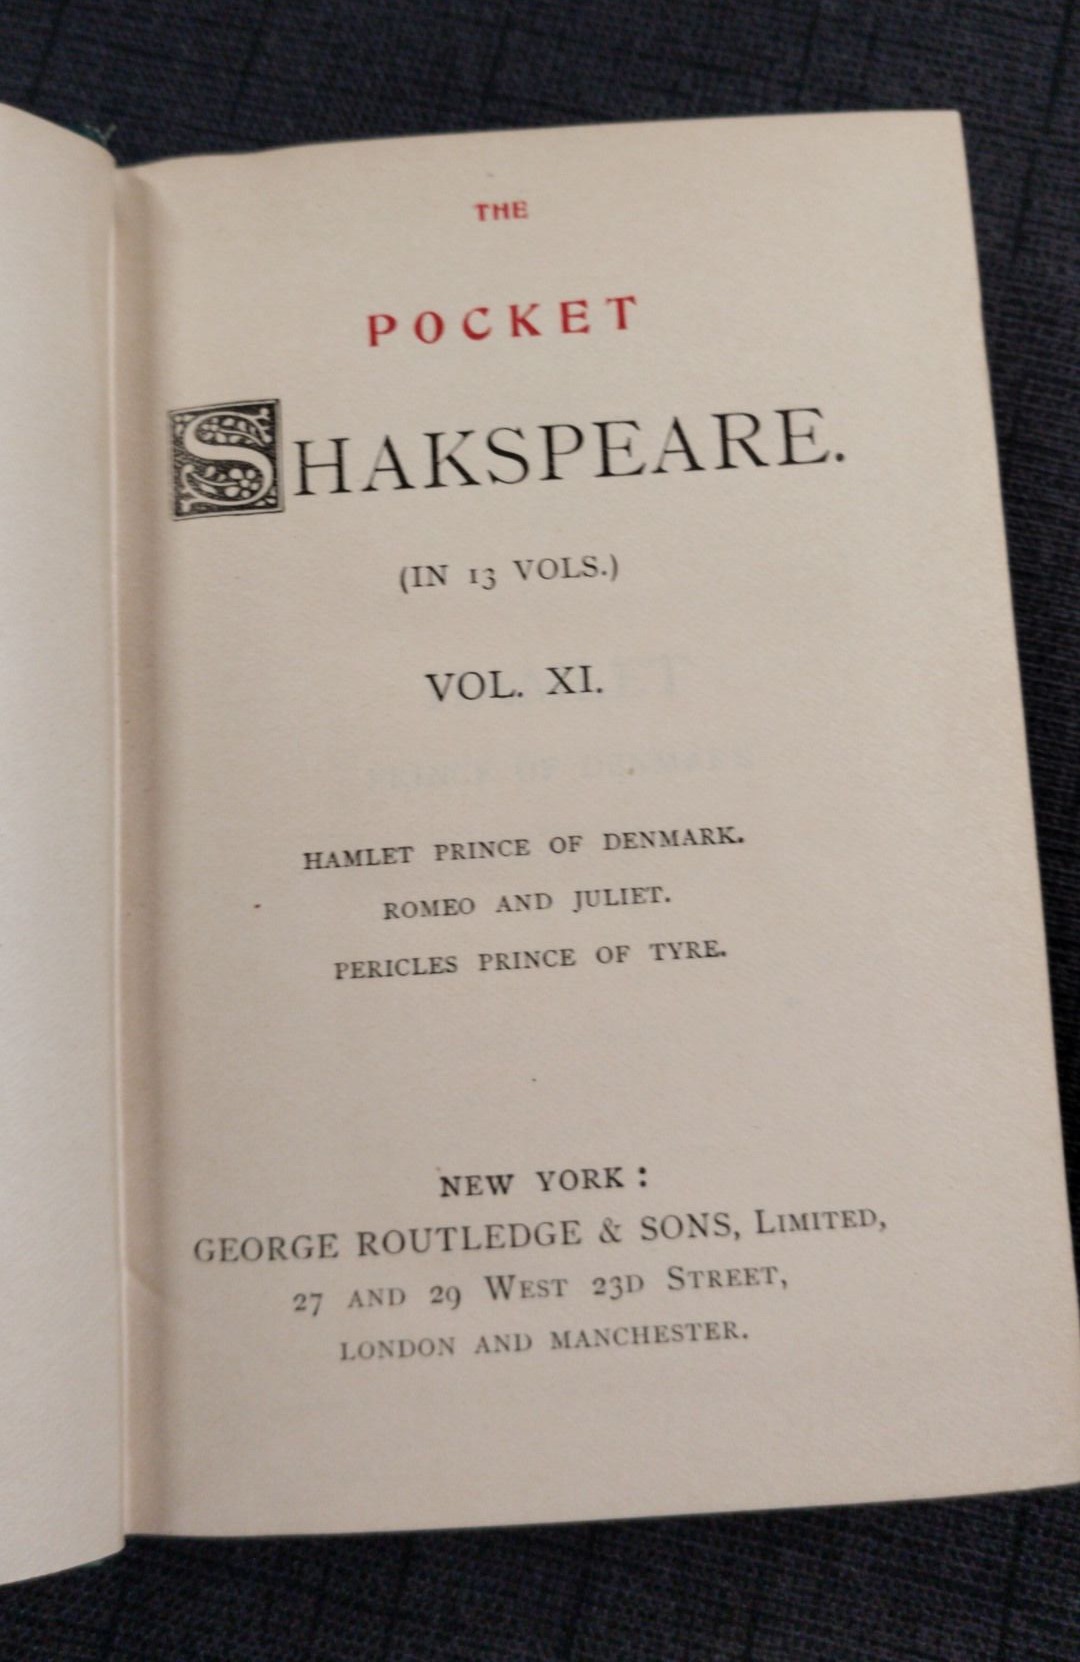 THE
POCKET
SHAKSPEARE.
(IN 13 VOLS.)
VOL. XI.
HAMLET PRINCE OF DENMARK.
ROMEO AND JULIET.
PERICLES PRINCE OF TYRE.
NEW YORK:
GEORGE ROUTLEDGE & SONS, LIMITED,
27 AND 29 WEST 23D STREET,
LONDON AND MANCHESTER.